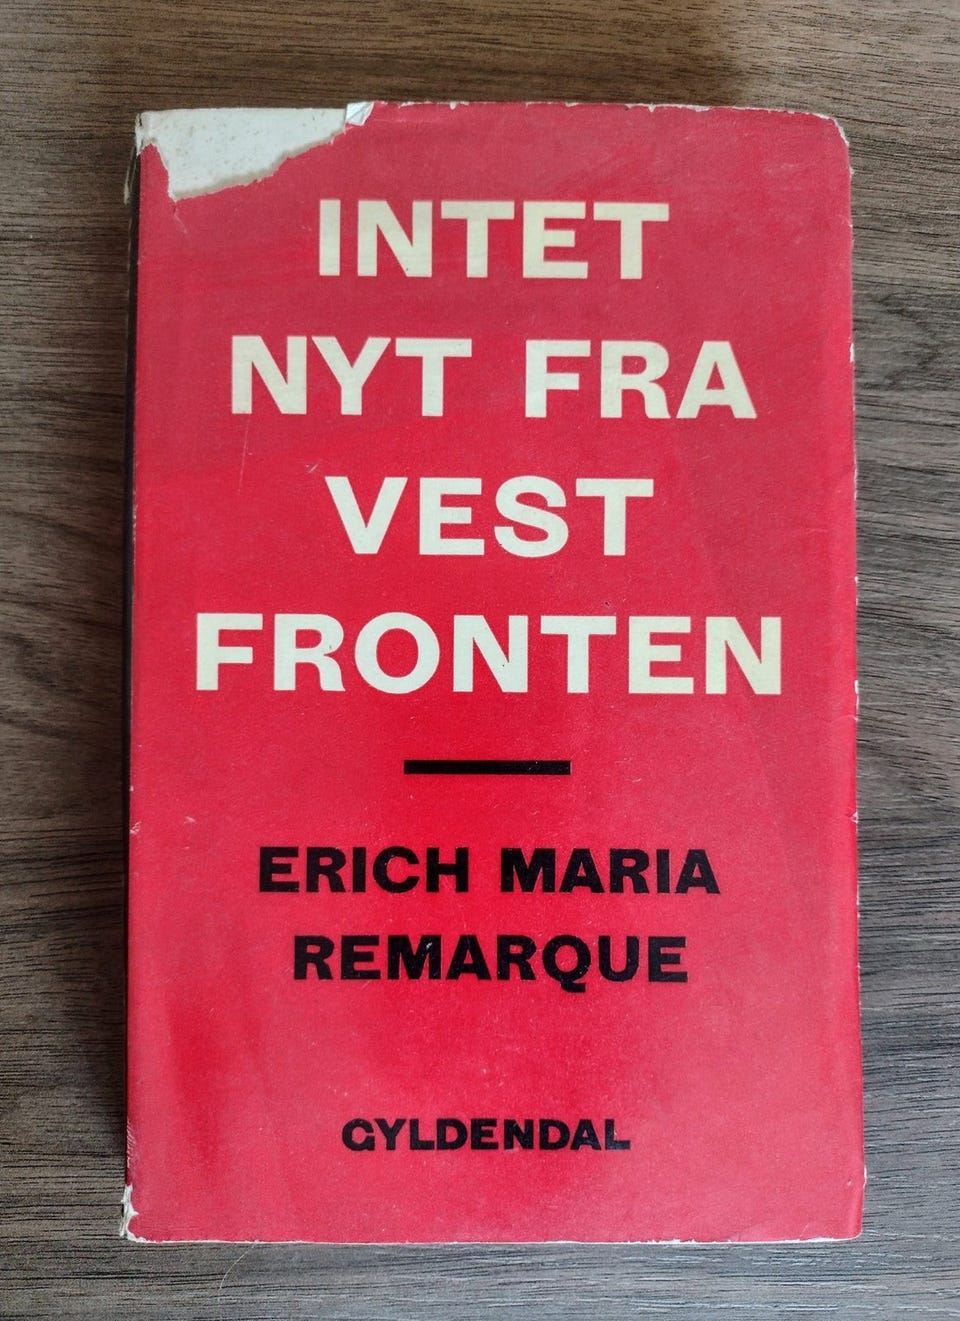 INTET
NYT FRA
VEST
FRONTEN
ERICH MARIA
REMARQUE
GYLDENDAL